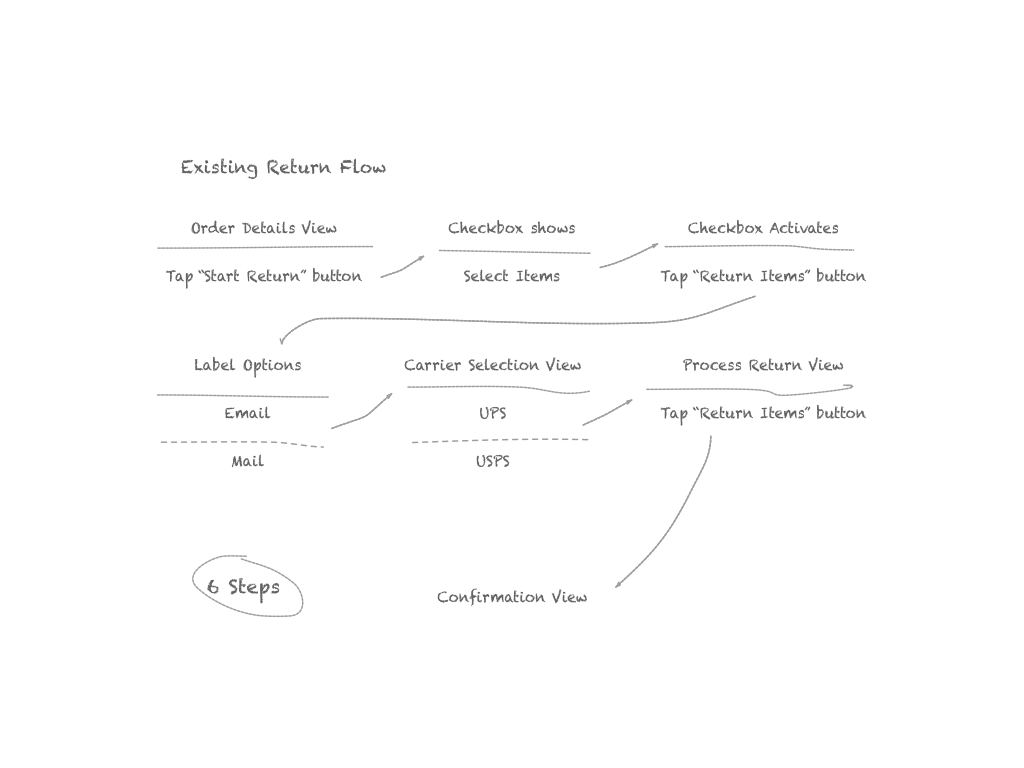 Existing Return Flow
Order Details View
Tap “Start Return” button
Checkbox shows
Select Items
Checkbox Activates
Tap “Return Items” button
Label Options
Email
Mail
Carrier Selection View
UPS
USPS
Process Return View
Tap “Return Items” button
6 Steps
Confirmation View